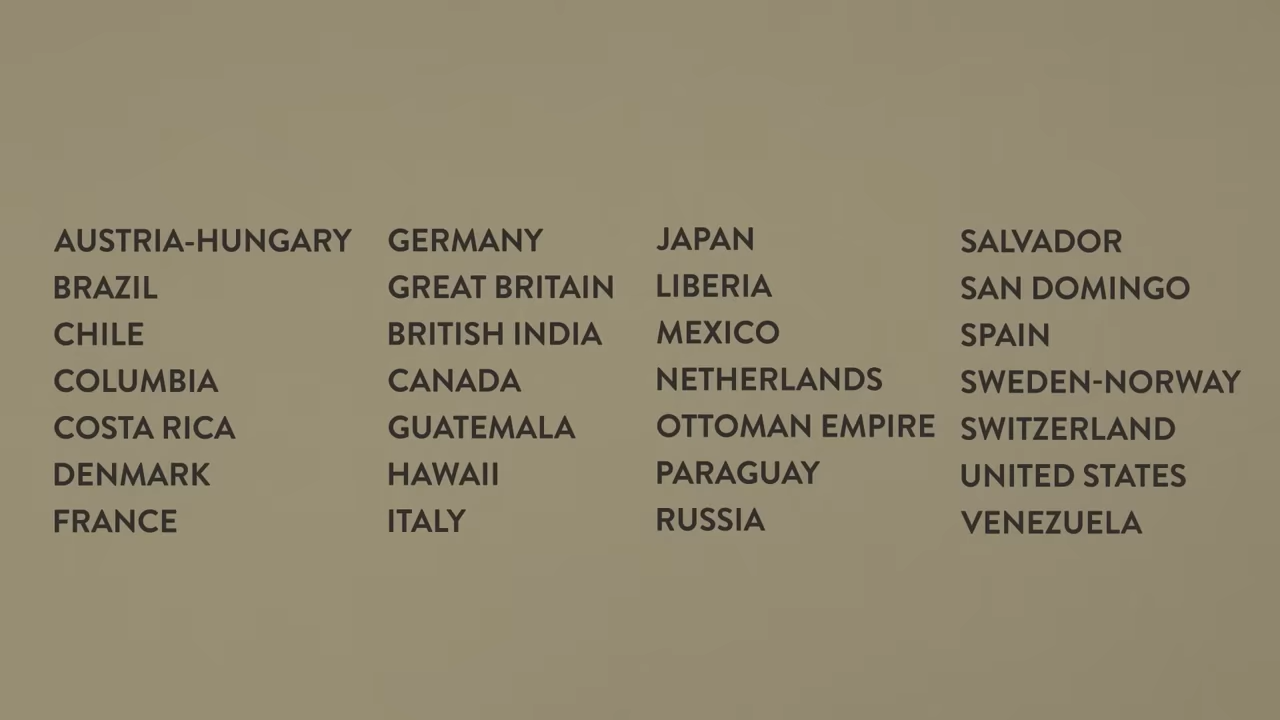 AUSTRIA-HUNGARY
BRAZIL
CHILE
COLUMBIA
COSTA RICA
DENMARK
FRANCE
GERMANY
GREAT BRITAIN
BRITISH INDIA
CANADA
GUATEMALA
HAWAII
ITALY
JAPAN
LIBERIA
MEXICO
NETHERLANDS
OTTOMAN EMPIRE
PARAGUAY
RUSSIA
SALVADOR
SAN DOMINGO
SPAIN
SWEDEN-NORWAY
SWITZERLAND
UNITED STATES
VENEZUELA